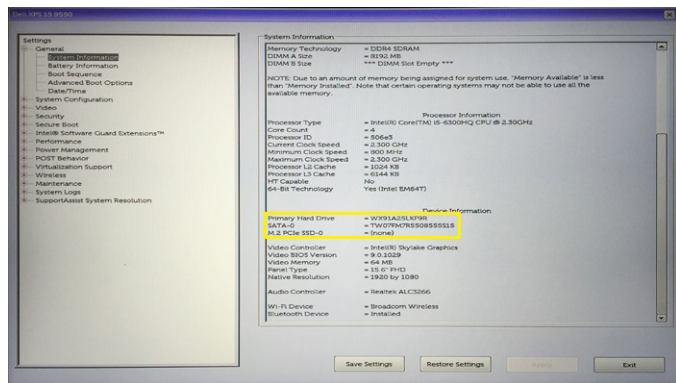 Dell XPS 15 9550
Settings
General
System Information
Battery Information
Boot Sequence
Advanced Boot Options
Date/Time
System Configuration
Video
Security
Secure Boot
Intel® Software Guard Extensions™
Performance
Power Management
POST Behavior
Virtualization Support
Wireless
Maintenance
System Logs
SupportAssist System Resolution
System Information
Memory Technology = DDR4 SDRAM
DIMM A Size = 8192 MB
DIMM B Size *** DIMM Slot Empty ***
NOTE: Due to an amount of memory being assigned for system use, "Memory Available" is less
than "Memory Installed". Note that certain operating systems may not be able to use all the
available memory.
Processor Information
Processor Type = Intel(R) Core(TM) i5-6300HQ CPU @ 2.30GHz
Core Count = 4
Processor ID = 506e3
Current Clock Speed = 2.300 GHz
Minimum Clock Speed = 800 MHz
Maximum Clock Speed = 2.300 GHz
Processor L2 Cache = 1024 KB
Processor L3 Cache = 6144 KB
HT Capable No
64-Bit Technology Yes (Intel EM64T)
Device Information
Primary Hard Drive
SATA-0
M.2 PCIe SSD-0 = (none)
Video Controller = Intel(R) Skylake Graphics
Video BIOS Version = 9.0.1029
Video Memory = 64 MB
Panel Type = 15.6" FHD
Native Resolution = 1920 by 1080
Audio Controller = Realtek ALC3266
Wi-Fi Device = Broadcom Wireless
Bluetooth Device = Installed
Save Settings
Restore Settings
Apply
Exit